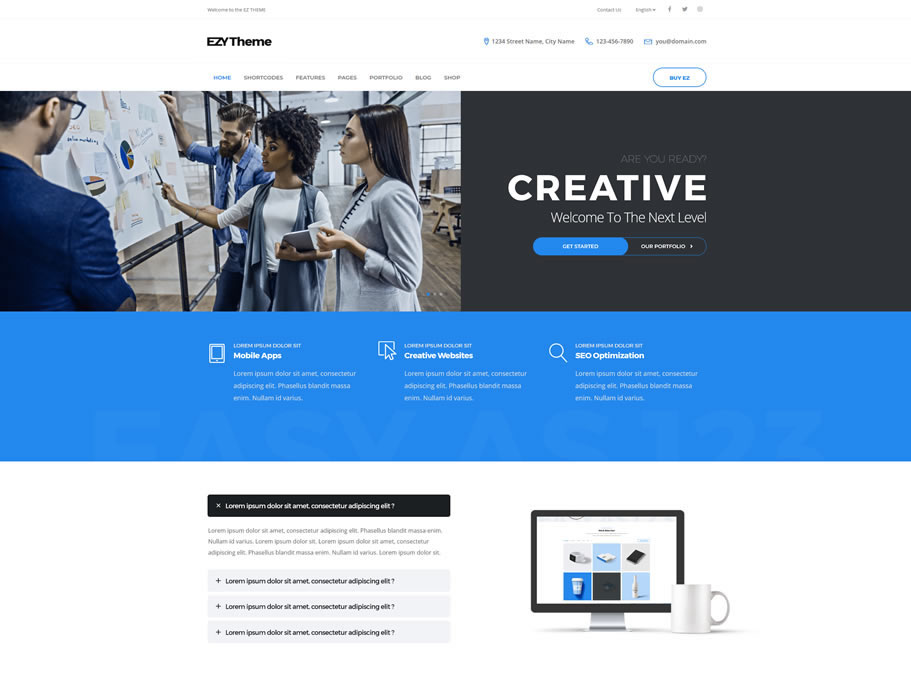 Welcome to the EZ THEME
Contact Us English
EZY Theme
1234 Street Name, City Name 123-456-7890 you@domain.com
HOME SHORTCODES FEATURES PAGES PORTFOLIO BLOG SHOP BUY EZ
ARE YOU READY?
CREATIVE
Welcome To The Next Level
GET STARTED OUR PORTFOLIO
LOREM IPSUM DOLOR SIT
Mobile Apps
Lorem ipsum dolor sit amet, consectetur
adipiscing elit. Phasellus blandit massa
enim. Nullam id varius.
LOREM IPSUM DOLOR SIT
Creative Websites
Lorem ipsum dolor sit amet, consectetur
adipiscing elit. Phasellus blandit massa
enim. Nullam id varius.
LOREM IPSUM DOLOR SIT
SEO Optimization
Lorem ipsum dolor sit amet, consectetur
adipiscing elit. Phasellus blandit massa
enim. Nullam id varius.
EASY AS 123
Lorem ipsum dolor sit amet, consectetur adipiscing elit ?
Lorem ipsum dolor sit amet, consectetur adipiscing elit. Phasellus blandit massa enim.
Nullam id varius. Lorem ipsum dolor sit. Lorem ipsum dolor sit amet, consectetur
adipiscing elit. Phasellus blandit massa enim. Nullam id varius. Lorem ipsum dolor sit.
Lorem ipsum dolor sit amet, consectetur adipiscing elit ?
Lorem ipsum dolor sit amet, consectetur adipiscing elit ?
Lorem ipsum dolor sit amet, consectetur adipiscing elit ?